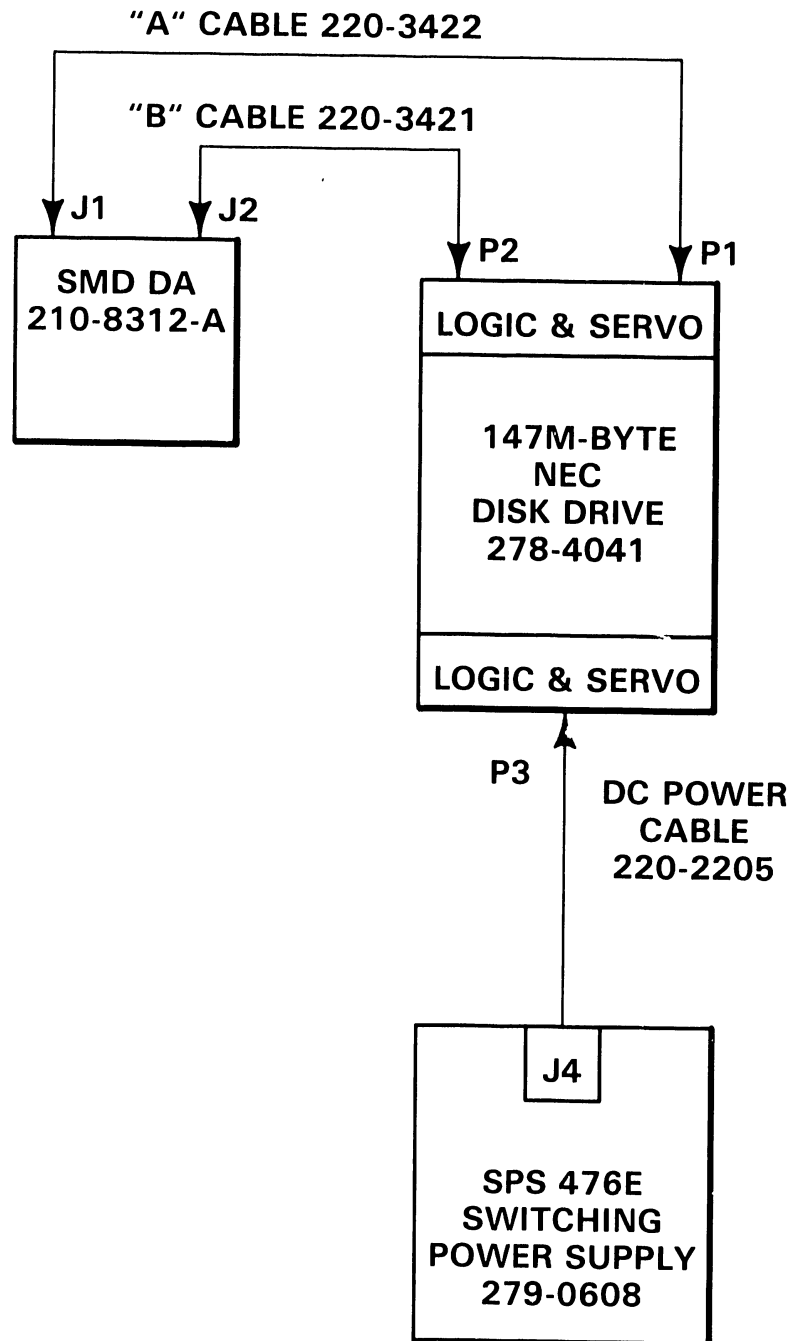 "A" CABLE 220-3422
"B" CABLE 220-3421
J1
J2
P2
P1
SMD DA
210-8312-A
LOGIC & SERVO
147M-BYTE
NEC
DISK DRIVE
278-4041
LOGIC & SERVO
P3
DC POWER
CABLE
220-2205
J4
SPS 476E
SWITCHING
POWER SUPPLY
279-0608